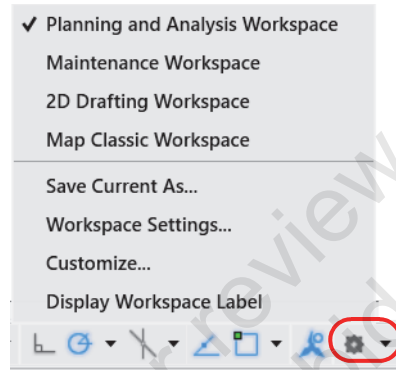 ✓ Planning and Analysis Workspace
Maintenance Workspace
2D Drafting Workspace
Map Classic Workspace
Save Current As...
Workspace Settings...
Customize...
Display Workspace Label
review